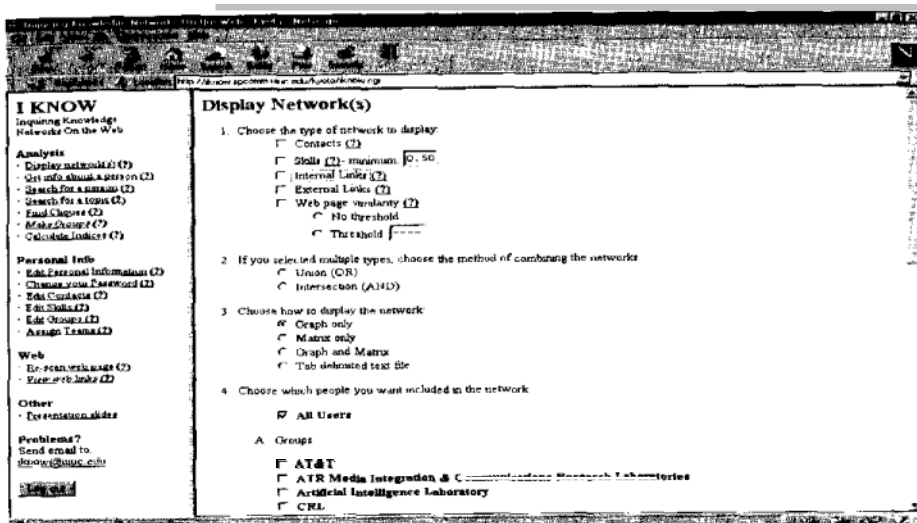 I KNOW
Inquiring Knowledge
Networks On the Web
Analysis
· Display network(s) (?)
· Get info about a person (?)
· Search for a person (?)
· Search for a topic (?)
· Find Cliques (?)
· Make Groups (?)
· Calculate Indices (?)
Personal Info
· Edit Personal Information (?)
· Change your Password (?)
· Edit Contacts (?)
· Edit Skills (?)
· Edit Groups (?)
· Assign Teams (?)
Web
· Re-scan web page (?)
· View web links (?)
Other
· Presentation slides
Problems?
Send email to
iknow@uiuc.edu
Log out
Display Network(s)
1. Choose the type of network to display:
Contacts (?)
Skills (?) - minimum: 0.50
Internal Links (?)
External Links (?)
Web page similarity (?)
No threshold
Threshold
2 If you selected multiple types, choose the method of combining the networks
Union (OR)
Intersection (AND)
3 Choose how to display the network:
Graph only
Matrix only
Graph and Matrix
Tab delimited text file
4 Choose which people you want included in the network
All Users
A Groups
AT&T
ATR Media Integration & Communications Research Laboratories
Artificial Intelligence Laboratory
CRL